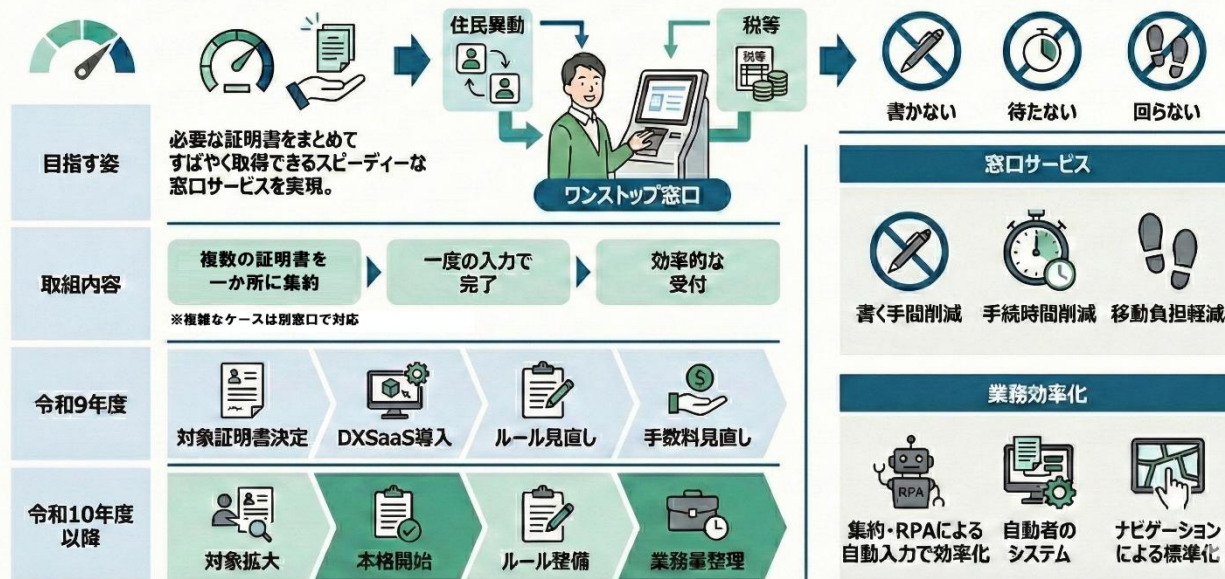 住民異動
税等
税等
書かない
待たない
回らない
目指す姿
必要な証明書をまとめて
すばやく取得できるスピーディーな
窓口サービスを実現。
ワンストップ窓口
窓口サービス
取組内容
複数の証明書を
一か所に集約
一度の入力で
完了
効率的な
受付
※複雑なケースは別窓口で対応
書く手間削減
手続時間削減
移動負担軽減
令和9年度
対象証明書決定
DXSaaS導入
ルール見直し
手数料見直し
業務効率化
令和10年度
以降
対象拡大
本格開始
ルール整備
業務量整理
RPA
集約・RPAによる
自動入力で効率化
自動者の
システム
ナビゲーション
による標準化